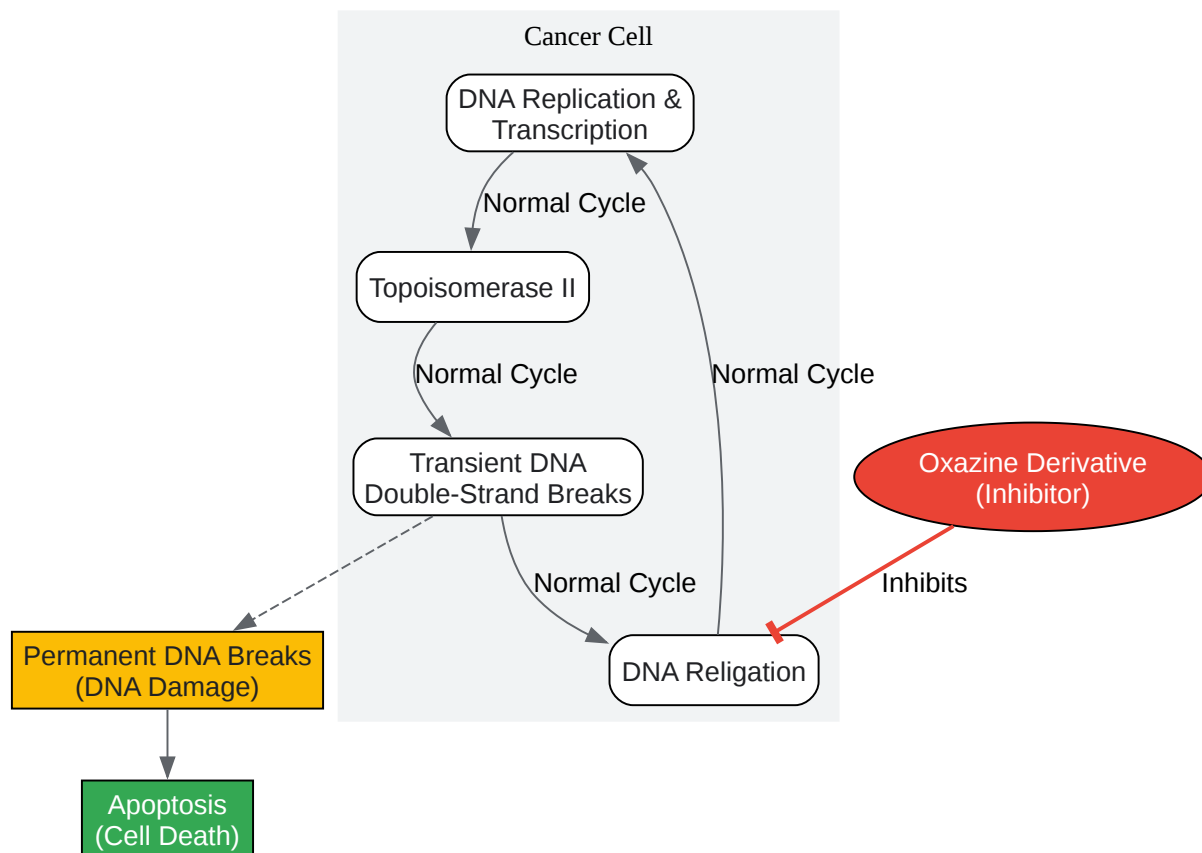 Cancer Cell
DNA Replication &
Transcription
Normal Cycle
Topoisomerase II
Normal Cycle
Normal Cycle
Transient DNA
Double-Strand Breaks
Oxazine Derivative
(Inhibitor)
Normal Cycle
Inhibits
Permanent DNA Breaks
(DNA Damage)
DNA Religation
Apoptosis
(Cell Death)